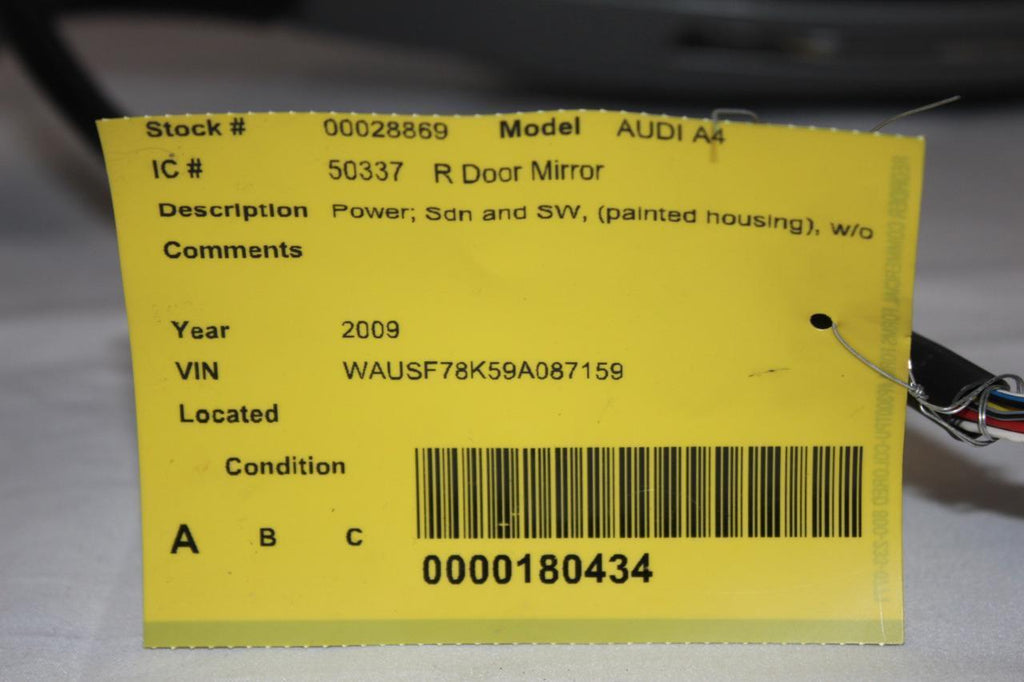 Stock # 00028869 Model AUDI A4
IC # 50337 R Door Mirror
Description Power; Sdn and SW, (painted housing), w/o
Comments
Year 2009
VIN WAUSF78K59A087159
Located
Condition
A B C
0000180434